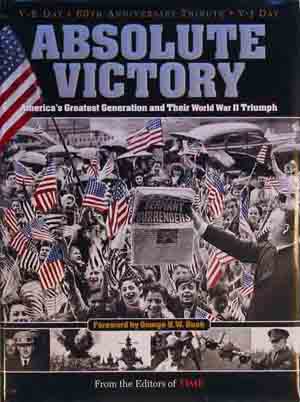 V-E DAY • 60TH ANNIVERSARY TRIBUTE • V-J DAY
ABSOLUTE
VICTORY
America's Greatest Generation and Their World War II Triumph
GERMANY
SURRENDERS
Foreword by George H.W. Bush
From the Editors of TIME